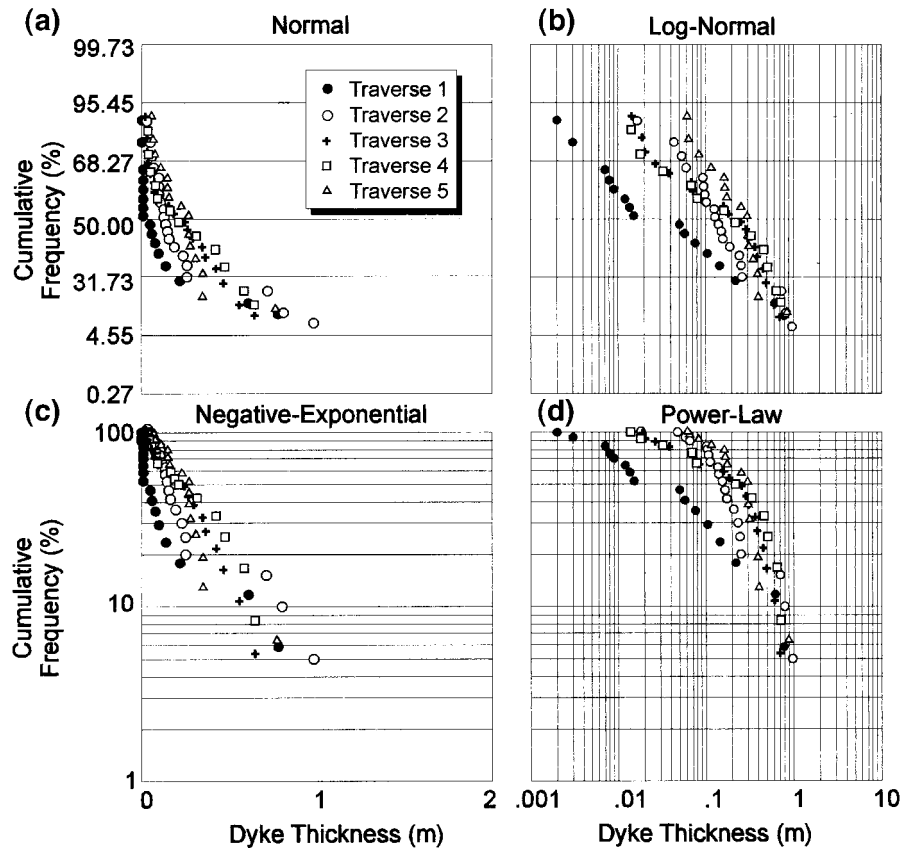 (a) Normal
(b) Log-Normal
99.73
95.45
68.27
50.00
31.73
4.55
0.27
Cumulative
Frequency (%)
Traverse 1
Traverse 2
Traverse 3
Traverse 4
Traverse 5
(c) Negative-Exponential
(d) Power-Law
100
10
1
Cumulative
Frequency (%)
0 1 2
Dyke Thickness (m)
.001 .01 .1 1 10
Dyke Thickness (m)